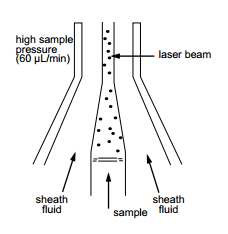 high sample
pressure
(60 µL/min)
laser beam
sheath
fluid
sample
sheath
fluid